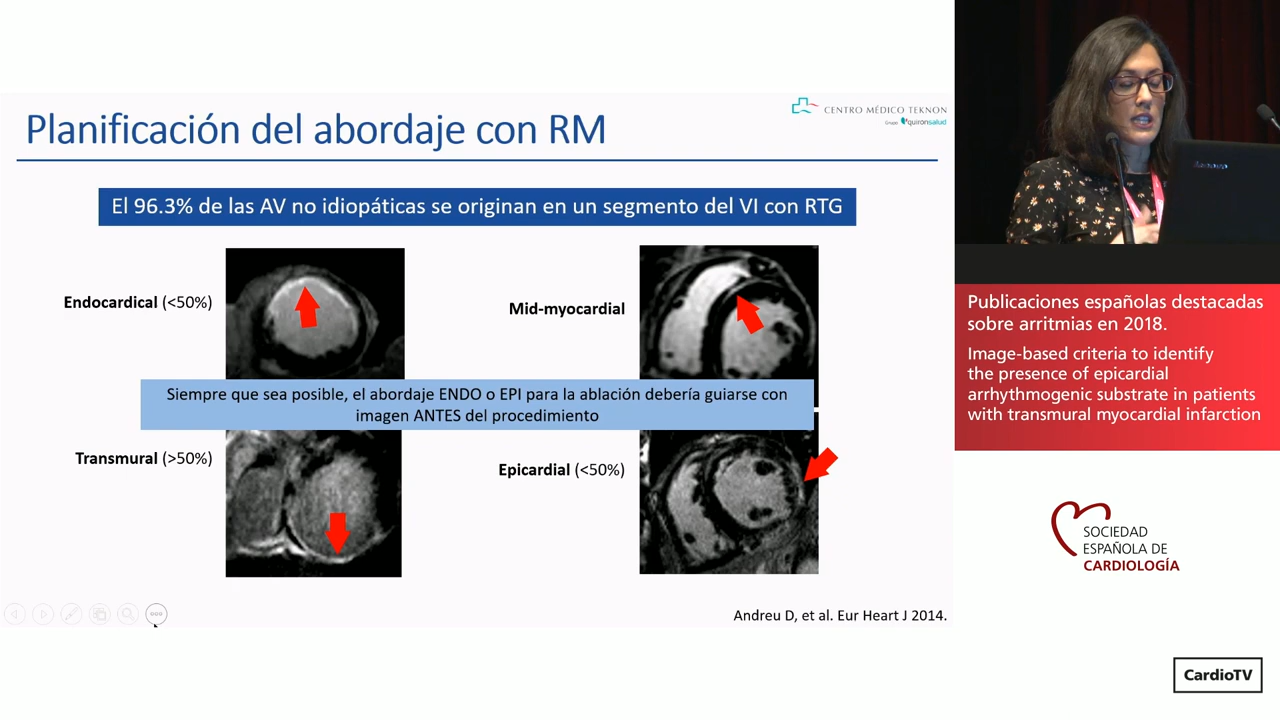 Planificación del abordaje con RM
CENTRO MÉDICO TEKNON
Grupo quironsalud
El 96.3% de las AV no idiopáticas se originan en un segmento del VI con RTG
Endocardical (<50%)
Mid-myocardial
Siempre que sea posible, el abordaje ENDO o EPI para la ablación debería guiarse con
imagen ANTES del procedimiento
Transmural (>50%)
Epicardial (<50%)
Andreu D, et al. Eur Heart J 2014.
Lenovo
Publicaciones españolas destacadas
sobre arritmias en 2018.
Image-based criteria to identify
the presence of epicardial
arrhythmogenic substrate in patients
with transmural myocardial infarction
SOCIEDAD
ESPAÑOLA DE
CARDIOLOGÍA
CardioTV